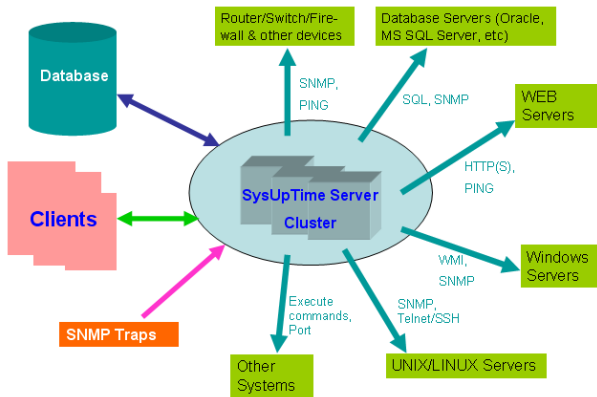 Router/Switch/Fire-
wall & other devices
Database Servers (Oracle,
MS SQL Server, etc)
Database
SNMP,
PING
SQL, SNMP
WEB
Servers
HTTP(S),
PING
SysUpTime Server
Cluster
Clients
WMI,
SNMP
Windows
Servers
SNMP Traps
Execute
commands,
Port
SNMP,
Telnet/SSH
Other
Systems
UNIX/LINUX Servers